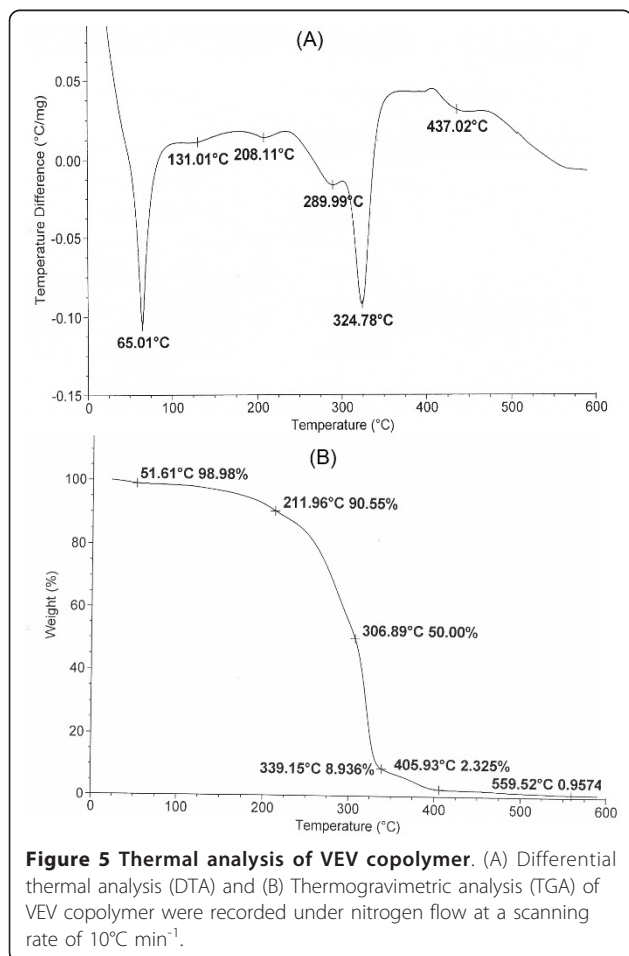 (A)
0.05
0.00
-0.05
-0.10
-0.15
Temperature Difference (°C/mg)
131.01°C
208.11°C
437.02°C
289.99°C
324.78°C
65.01°C
0 100 200 300 400 500 600
Temperature (°C)
(B)
100
80
60
40
20
0
Weight (%)
51.61°C 98.98%
211.96°C 90.55%
306.89°C 50.00%
339.15°C 8.936%
405.93°C 2.325%
559.52°C 0.9574
0 100 200 300 400 500 600
Temperature (°C)
Figure 5 Thermal analysis of VEV copolymer. (A) Differential
thermal analysis (DTA) and (B) Thermogravimetric analysis (TGA) of
VEV copolymer were recorded under nitrogen flow at a scanning
rate of 10°C min⁻¹.